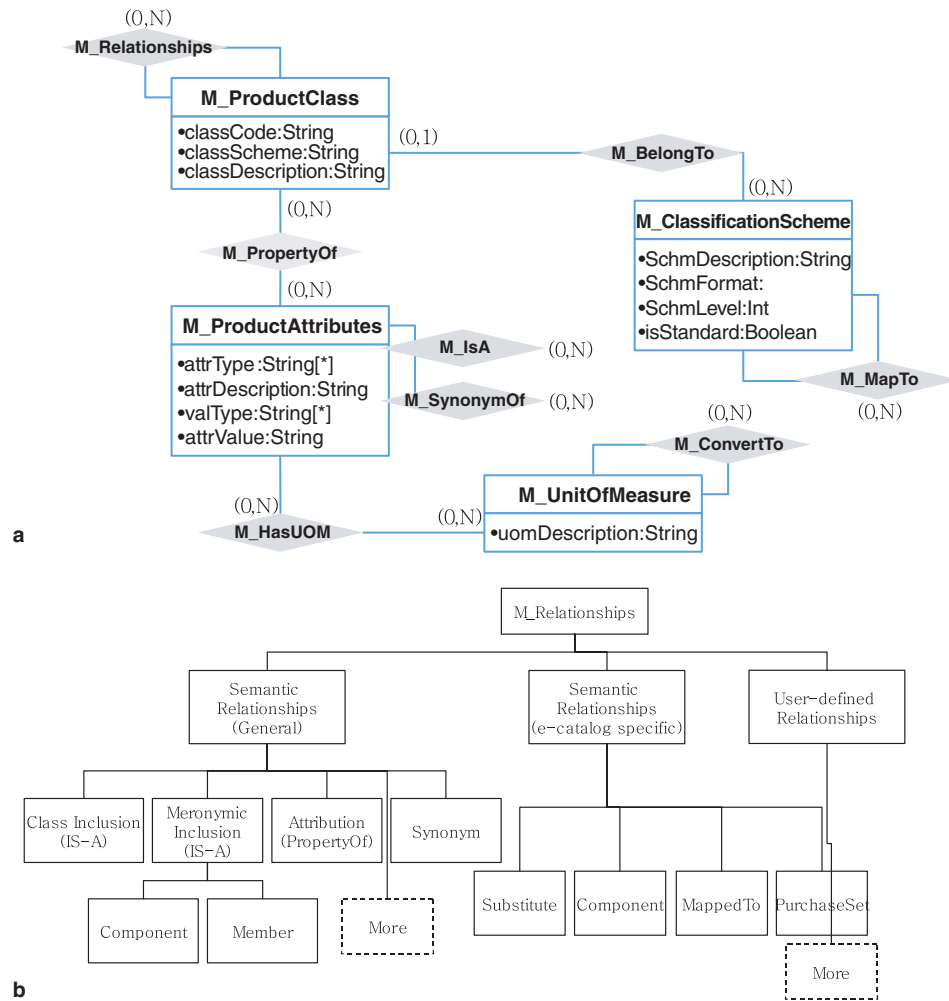 (0,N)
M_Relationships
M_ProductClass
•classCode:String
•classScheme:String
•classDescription:String
(0,1)
M_BelongTo
(0,N)
(0,N)
M_PropertyOf
(0,N)
M_ClassificationScheme
•SchmDescription:String
•SchmFormat:
•SchmLevel:Int
•isStandard:Boolean
M_MapTo
(0,N)
M_ProductAttributes
•attrType:String[*]
•attrDescription:String
•valType:String[*]
•attrValue:String
M_IsA
(0,N)
M_SynonymOf
(0,N)
(0,N)
M_ConvertTo
M_UnitOfMeasure
•uomDescription:String
(0,N)
M_HasUOM
(0,N)
a
M_Relationships
Semantic
Relationships
(General)
Semantic
Relationships
(e-catalog specific)
User-defined
Relationships
Class Inclusion
(IS-A)
Meronymic
Inclusion
(IS-A)
Attribution
(PropertyOf)
Synonym
Component
Member
More
Substitute
Component
MappedTo
PurchaseSet
More
b